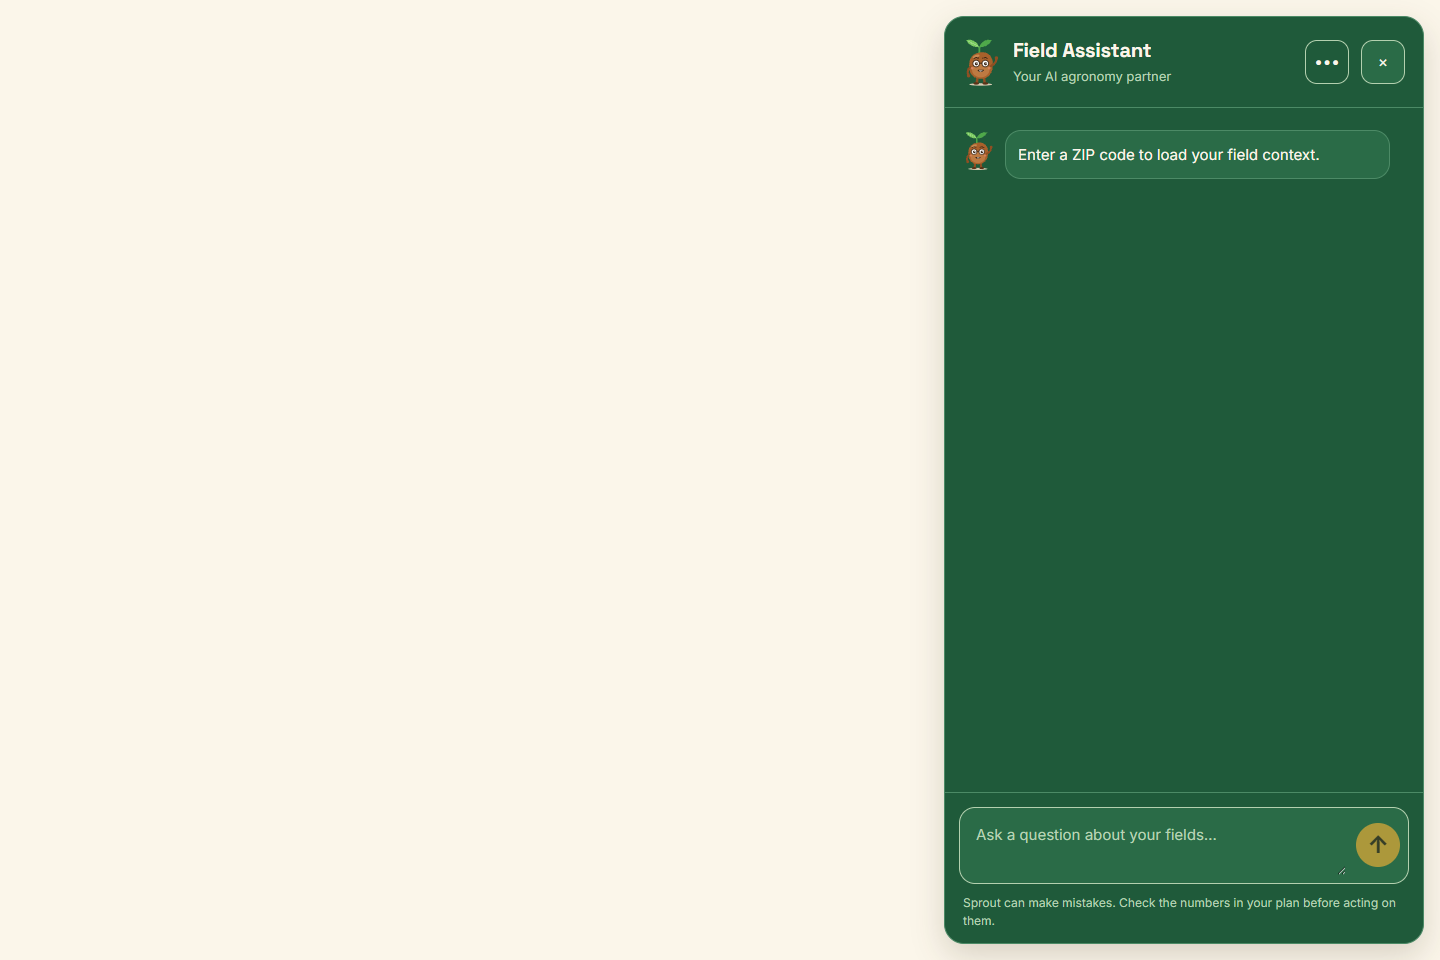 Field Assistant
Your AI agronomy partner
Enter a ZIP code to load your field context.
Ask a question about your fields...
Sprout can make mistakes. Check the numbers in your plan before acting on
them.